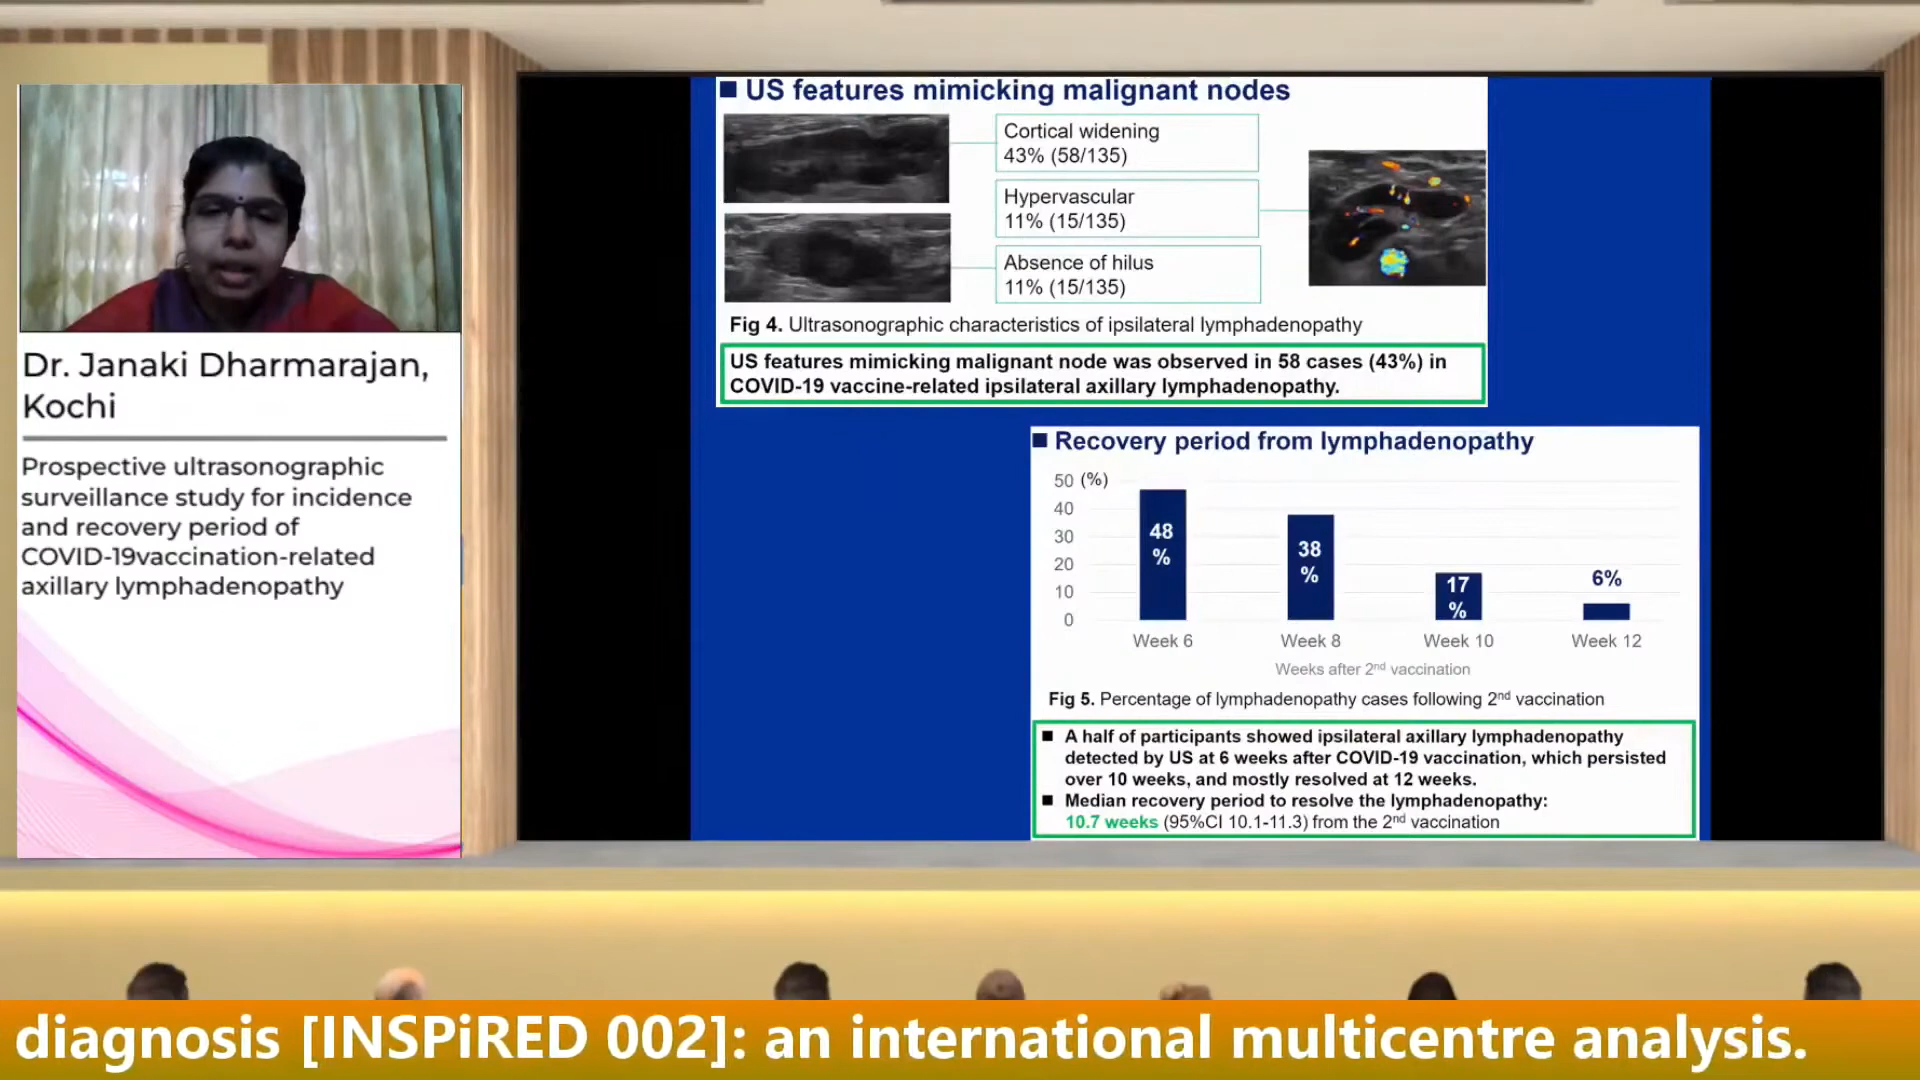 Dr. Janaki Dharmarajan,
Kochi
Prospective ultrasonographic
surveillance study for incidence
and recovery period of
COVID-19vaccination-related
axillary lymphadenopathy
■ US features mimicking malignant nodes
Cortical widening
43% (58/135)
Hypervascular
11% (15/135)
Absence of hilus
11% (15/135)
Fig 4. Ultrasonographic characteristics of ipsilateral lymphadenopathy
US features mimicking malignant node was observed in 58 cases (43%) in
COVID-19 vaccine-related ipsilateral axillary lymphadenopathy.
■ Recovery period from lymphadenopathy
50 (%)
40
30
20
10
0
48
%
38
%
17
%
6%
Week 6 Week 8 Week 10 Week 12
Weeks after 2nd vaccination
Fig 5. Percentage of lymphadenopathy cases following 2nd vaccination
■ A half of participants showed ipsilateral axillary lymphadenopathy
detected by US at 6 weeks after COVID-19 vaccination, which persisted
over 10 weeks, and mostly resolved at 12 weeks.
■ Median recovery period to resolve the lymphadenopathy:
10.7 weeks (95%CI 10.1-11.3) from the 2nd vaccination
diagnosis [INSPiRED 002]: an international multicentre analysis.